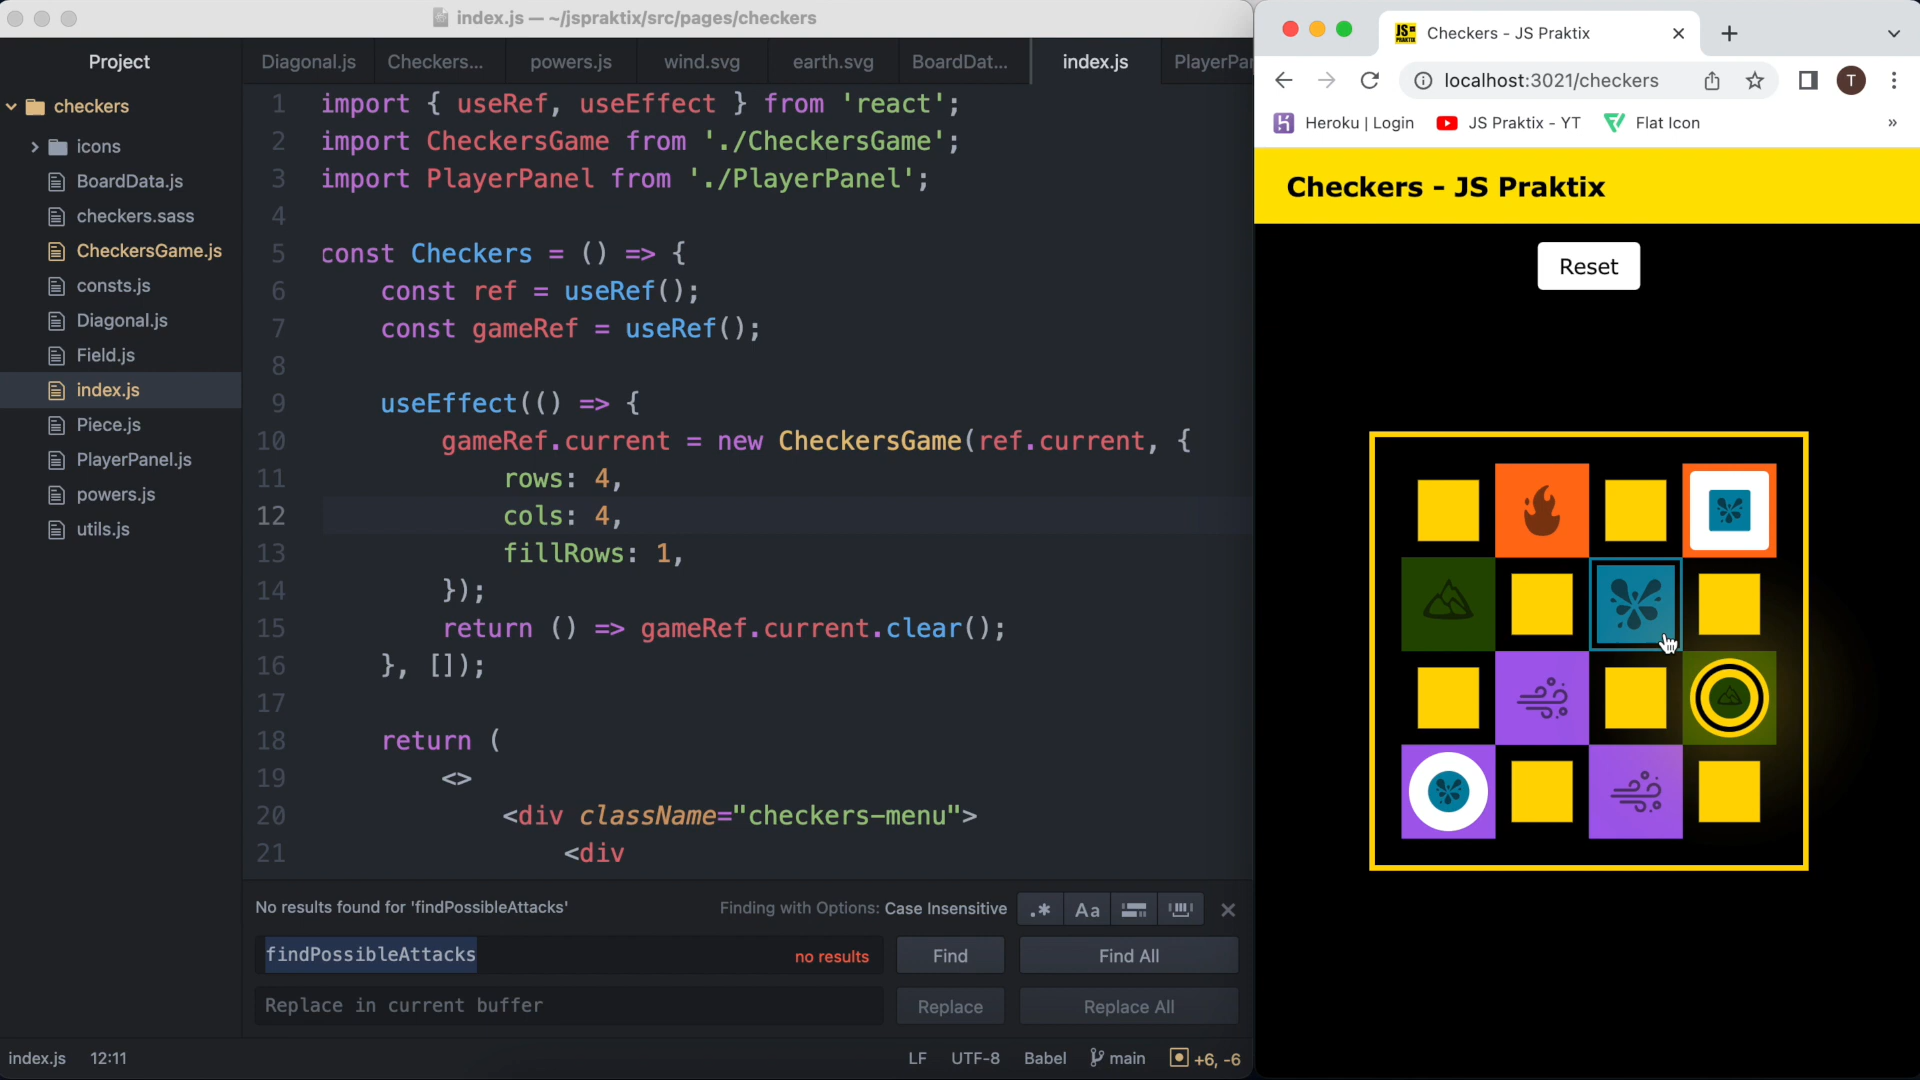 index.js — ~/jspraktix/src/pages/checkers
Project
Diagonal.js
Checkers...
powers.js
wind.svg
earth.svg
BoardDat...
index.js
PlayerPan
checkers
icons
BoardData.js
checkers.sass
CheckersGame.js
consts.js
Diagonal.js
Field.js
index.js
Piece.js
PlayerPanel.js
powers.js
utils.js
1 import { useRef, useEffect } from 'react';
2 import CheckersGame from './CheckersGame';
3 import PlayerPanel from './PlayerPanel';
4
5 const Checkers = () => {
6 const ref = useRef();
7 const gameRef = useRef();
8
9 useEffect(() => {
10 gameRef.current = new CheckersGame(ref.current, {
11 rows: 4,
12 cols: 4,
13 fillRows: 1,
14 });
15 return () => gameRef.current.clear();
16 }, []);
17
18 return (
19 <>
20 <div className="checkers-menu">
21 <div
No results found for 'findPossibleAttacks'
Finding with Options: Case Insensitive
.*
Aa
findPossibleAttacks
no results
Find
Find All
Replace in current buffer
Replace
Replace All
index.js 12:11
LF UTF-8 Babel main +6, -6
JS
PRAKTIX
Checkers - JS Praktix
localhost:3021/checkers
T
Heroku | Login
JS Praktix - YT
Flat Icon
»
Checkers - JS Praktix
Reset